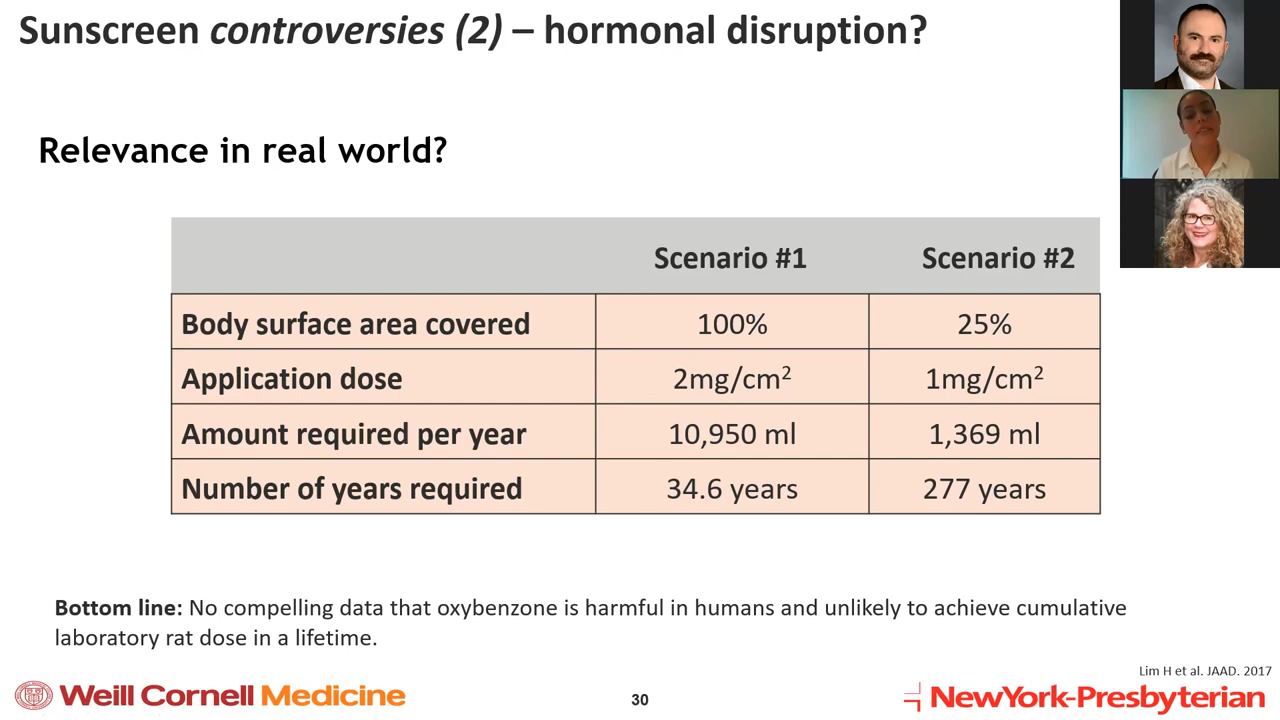 Sunscreen controversies (2) – hormonal disruption?
Relevance in real world?
Scenario #1 Scenario #2
Body surface area covered 100% 25%
Application dose 2mg/cm² 1mg/cm²
Amount required per year 10,950 ml 1,369 ml
Number of years required 34.6 years 277 years
Bottom line: No compelling data that oxybenzone is harmful in humans and unlikely to achieve cumulative
laboratory rat dose in a lifetime.
Lim H et al. JAAD. 2017
Weill Cornell Medicine 30 NewYork-Presbyterian